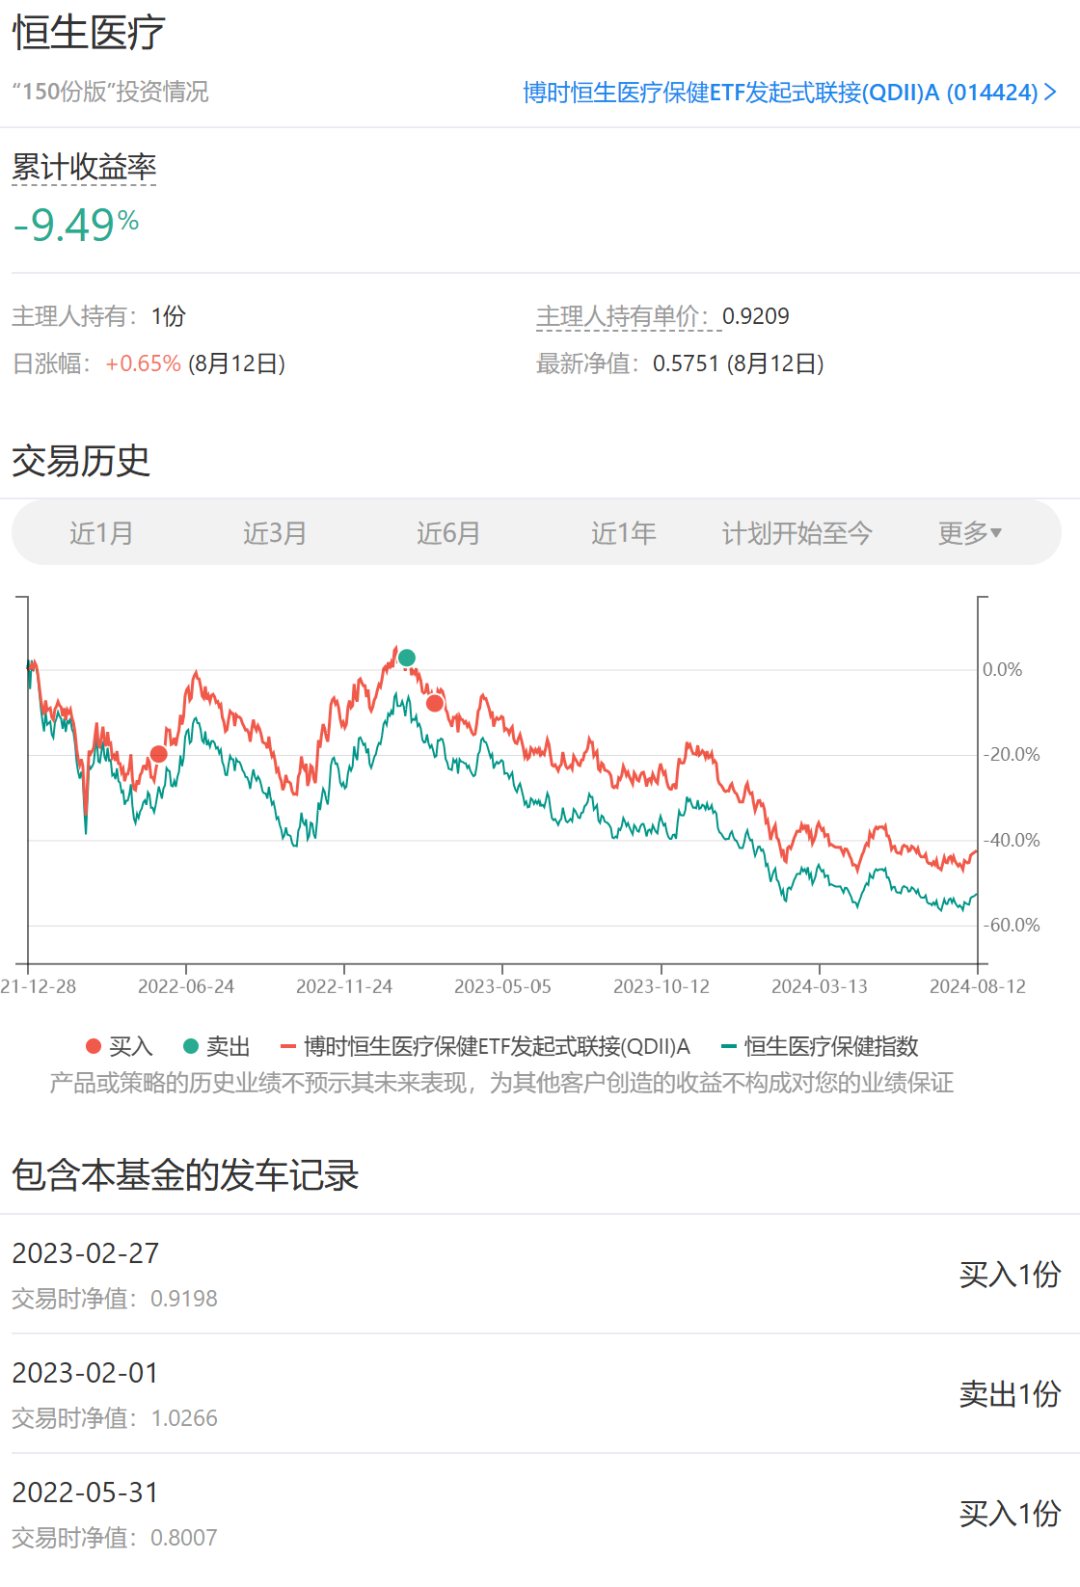 恒生医疗
“150份版”投资情况 博时恒生医疗保健ETF发起式联接(QDII)A (014424)
累计收益率
-9.49%
主理人持有：1份 主理人持有单价：0.9209
日涨幅：+0.65% (8月12日) 最新净值：0.5751 (8月12日)
交易历史
近1月 近3月 近6月 近1年 计划开始至今 更多▾
0.0%
-20.0%
-40.0%
-60.0%
21-12-28 2022-06-24 2022-11-24 2023-05-05 2023-10-12 2024-03-13 2024-08-12
买入 卖出 博时恒生医疗保健ETF发起式联接(QDII)A 恒生医疗保健指数
产品或策略的历史业绩不预示其未来表现，为其他客户创造的收益不构成对您的业绩保证
包含本基金的发车记录
2023-02-27
买入1份
交易时净值：0.9198
2023-02-01
卖出1份
交易时净值：1.0266
2022-05-31
买入1份
交易时净值：0.8007